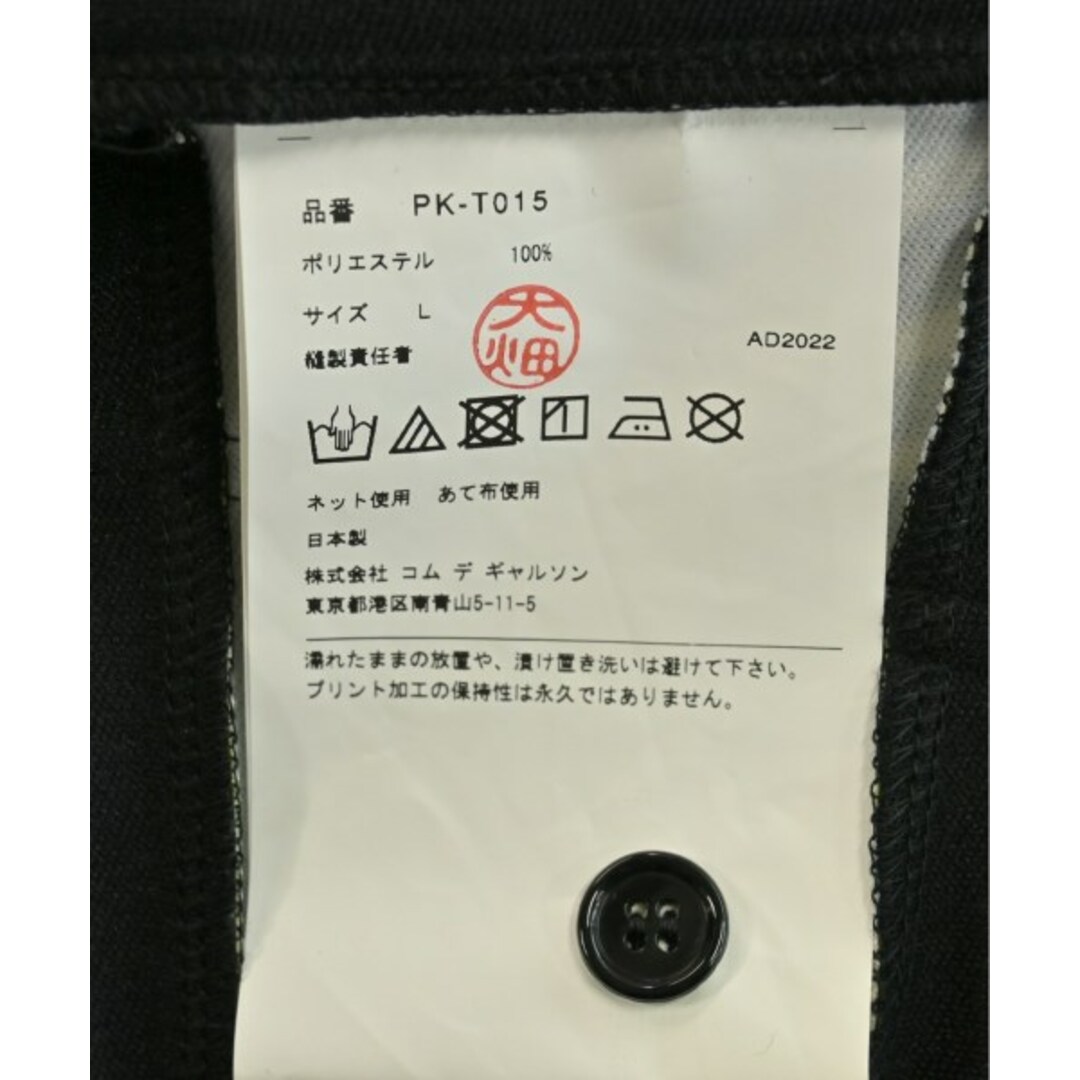 品番 PK-T015
ポリエステル 100%
サイズ L
縫製責任者 大畑
AD2022
ネット使用 あて布使用
日本製
株式会社 コム デ ギャルソン
東京都港区南青山5-11-5
濡れたままの放置や、漬け置き洗いは避けて下さい。
プリント加工の保持性は永久ではありません。